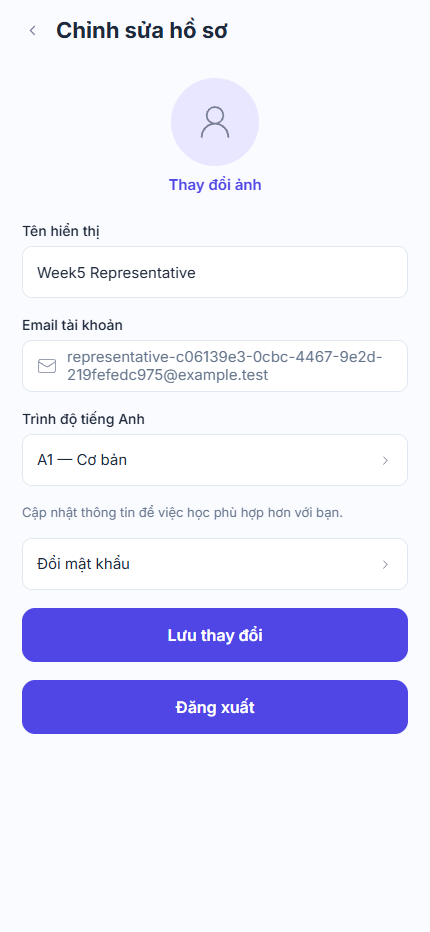 Chỉnh sửa hồ sơ
Thay đổi ảnh
Tên hiển thị
Week5 Representative
Email tài khoản
representative-c06139e3-0cbc-4467-9e2d-
219fefedc975@example.test
Trình độ tiếng Anh
A1 — Cơ bản
Cập nhật thông tin để việc học phù hợp hơn với bạn.
Đổi mật khẩu
Lưu thay đổi
Đăng xuất